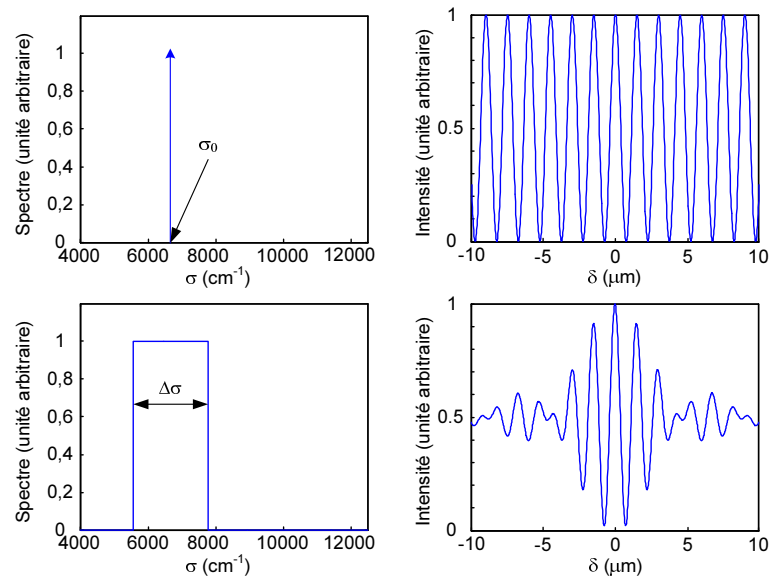 Spectre (unité arbitraire)
1
0,8
0,6
0,4
0,2
0
4000 6000 8000 10000 12000
σ (cm-1)
σ0
Intensité (unité arbitraire)
1
0.5
0
-10 -5 0 5 10
δ (μm)
Spectre (unité arbitraire)
1
0,8
0,6
0,4
0,2
0
4000 6000 8000 10000 12000
σ (cm-1)
Δσ
Intensité (unité arbitraire)
1
0.5
0
-10 -5 0 5 10
δ (μm)